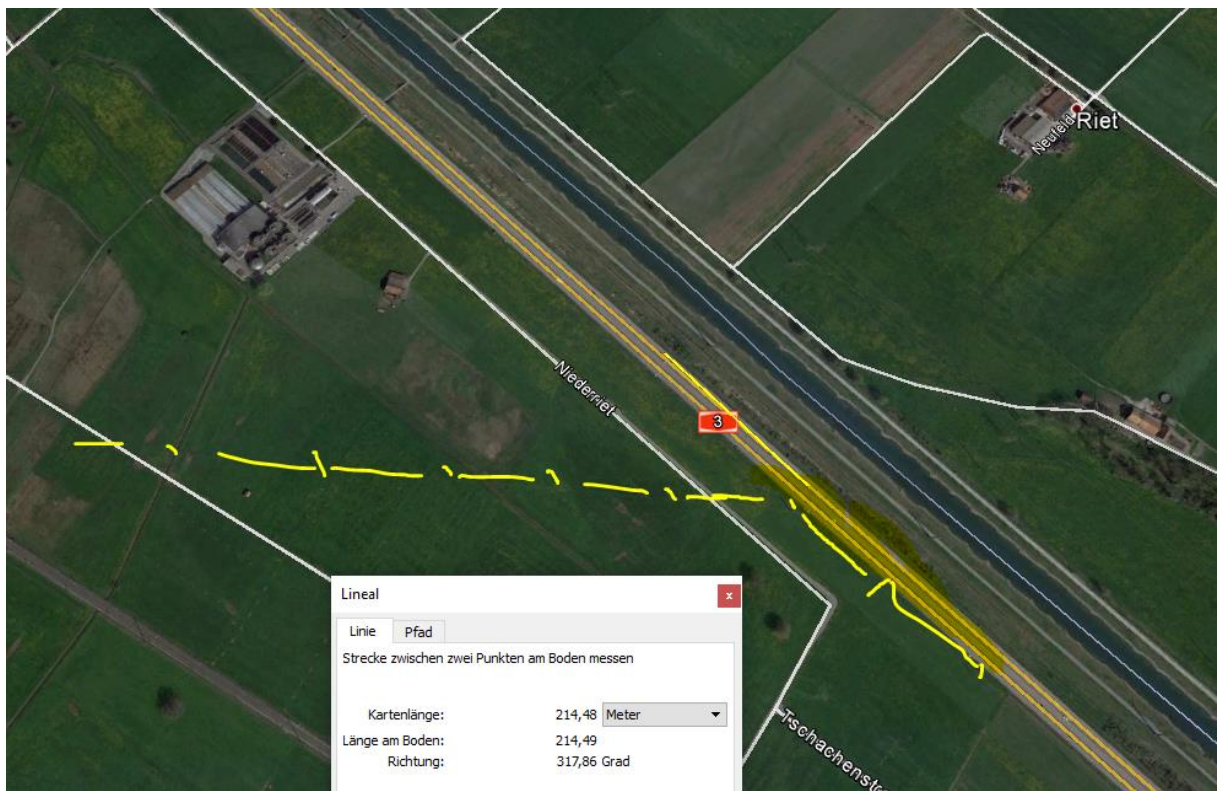 Riet
Neufeld
Niederriet
3
Lineal
x
Linie Pfad
Strecke zwischen zwei Punkten am Boden messen
Kartenlänge: 214,48 Meter
Länge am Boden: 214,49
Richtung: 317,86 Grad